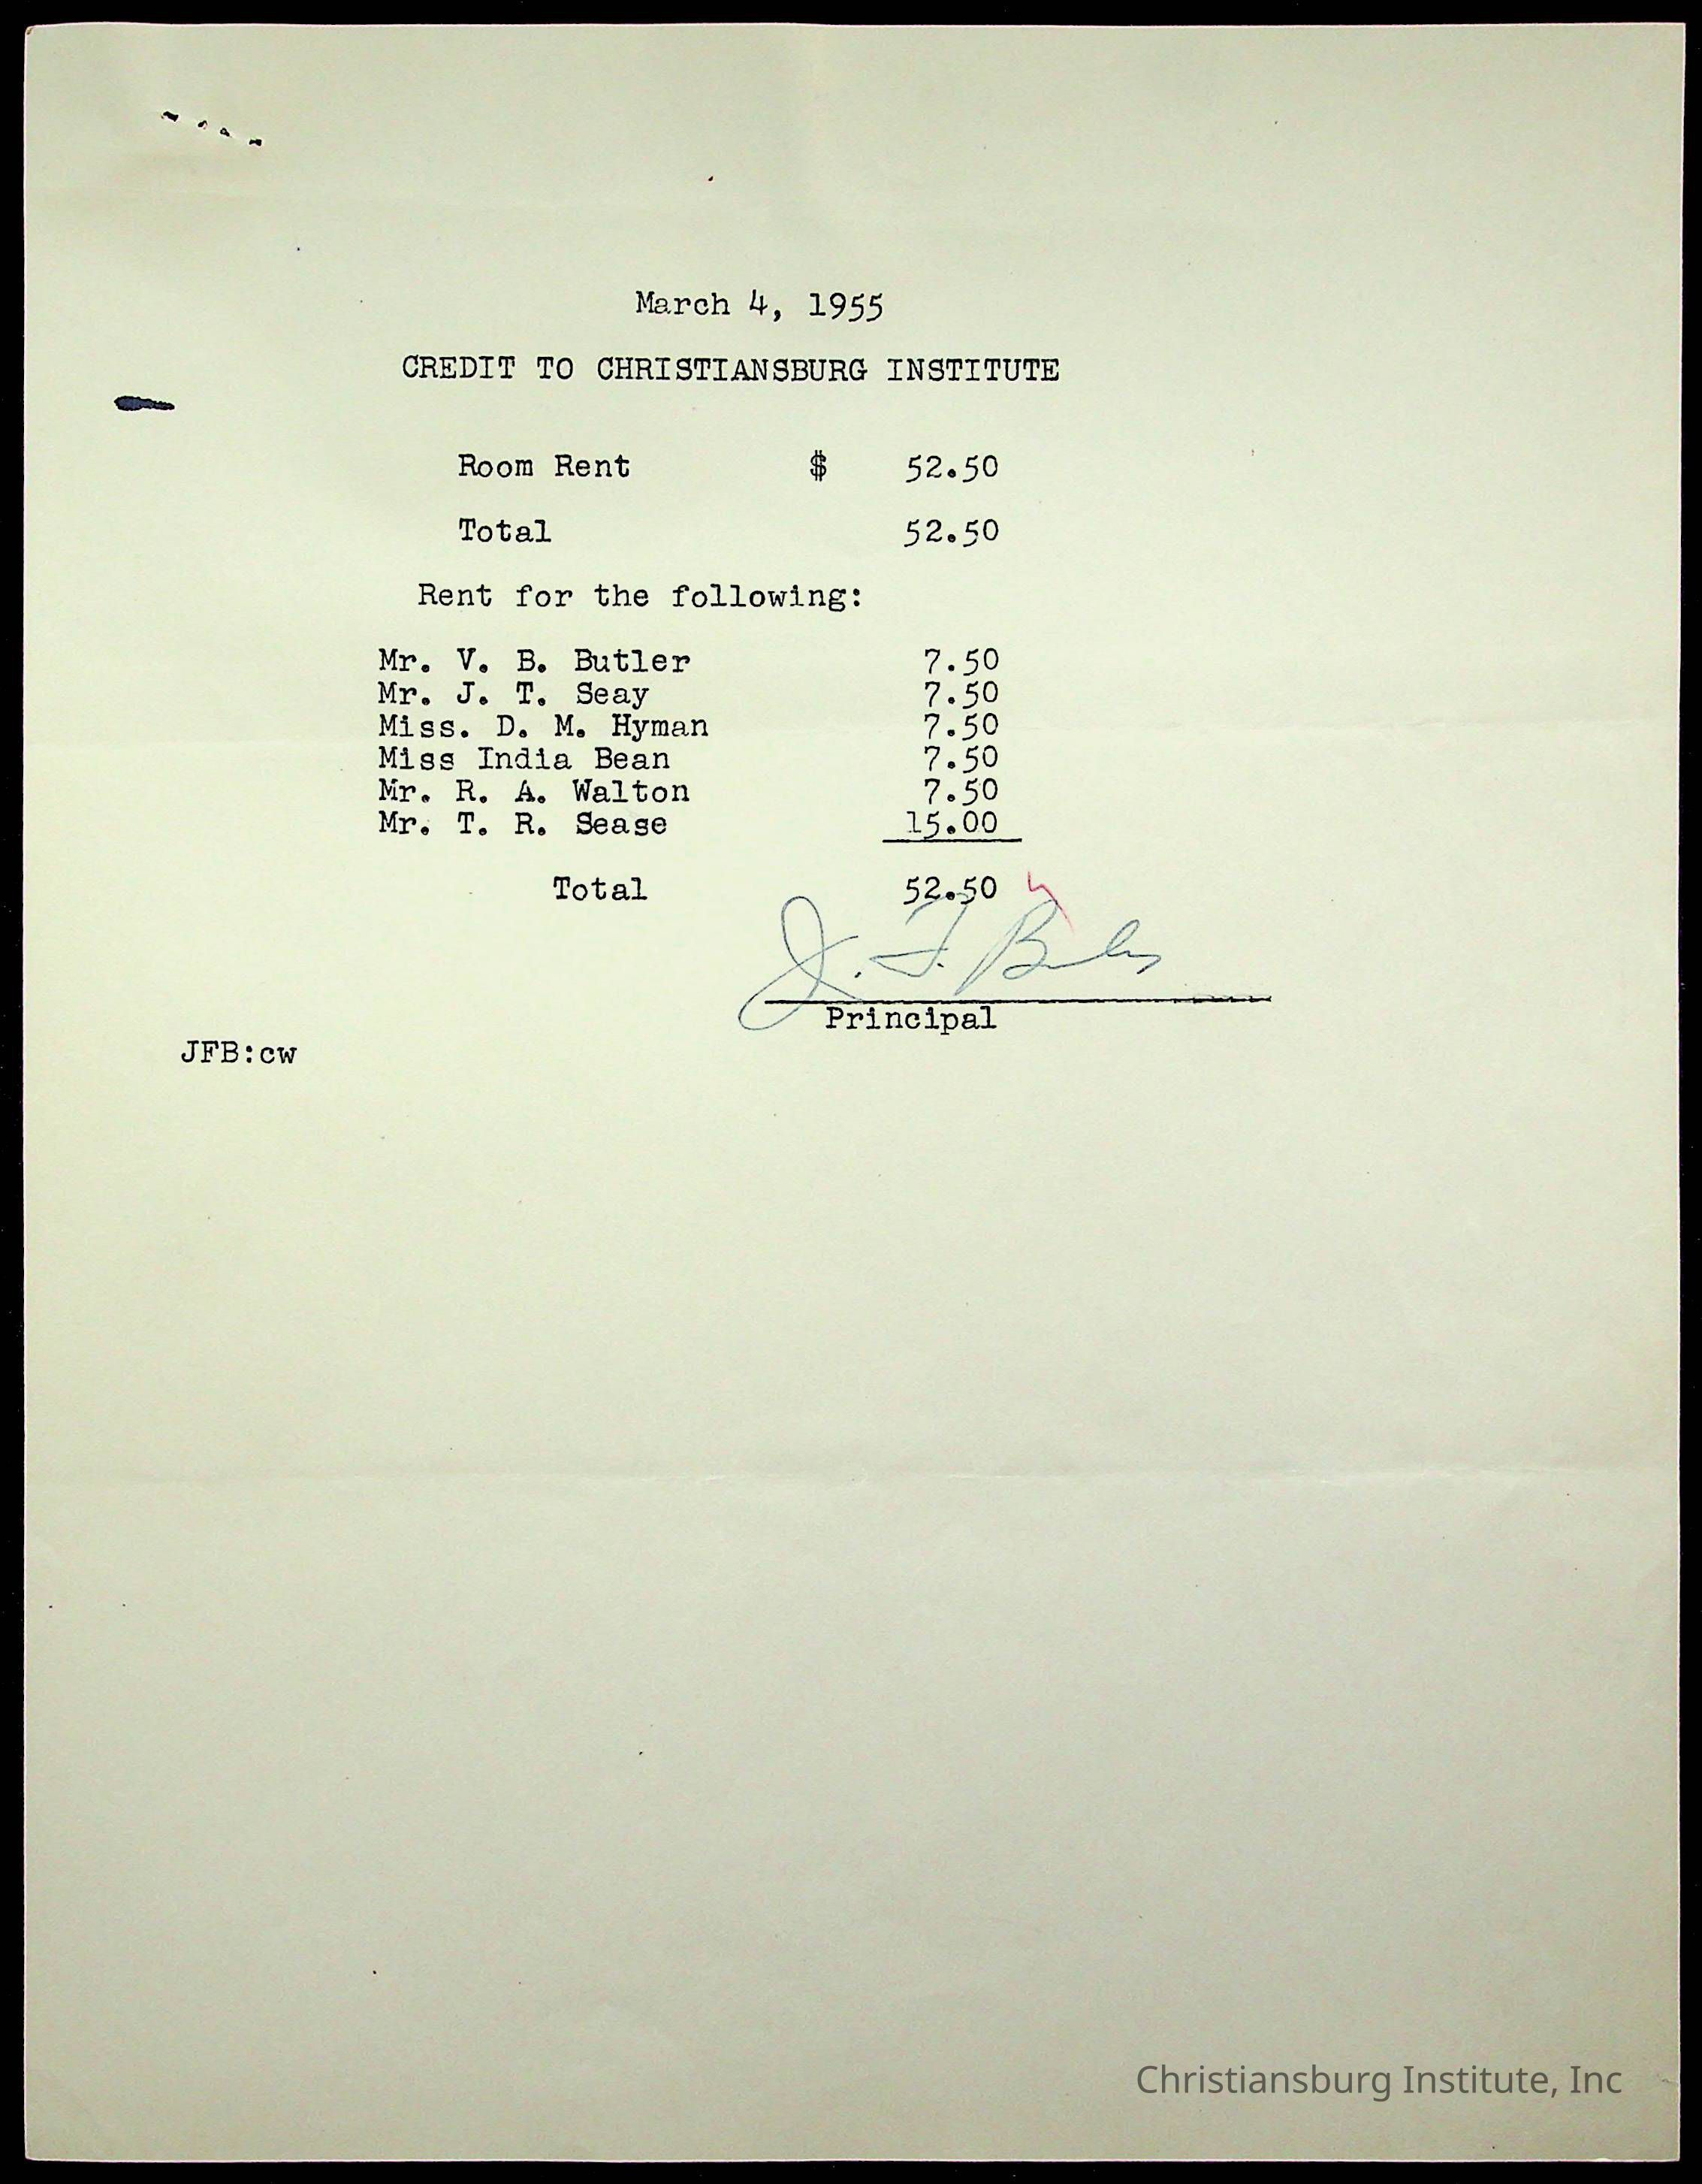 March 4, 1955
CREDIT TO CHRISTIANSBURG INSTITUTE
Room Rent $ 52.50
Total 52.50
Rent for the following:
Mr. V. B. Butler 7.50
Mr. J. T. Seay 7.50
Miss. D. M. Hyman 7.50
Miss India Bean 7.50
Mr. R. A. Walton 7.50
Mr. T. R. Sease 15.00
Total 52.50
J. F.
Principal
JFB:cw
Christiansburg Institute, Inc